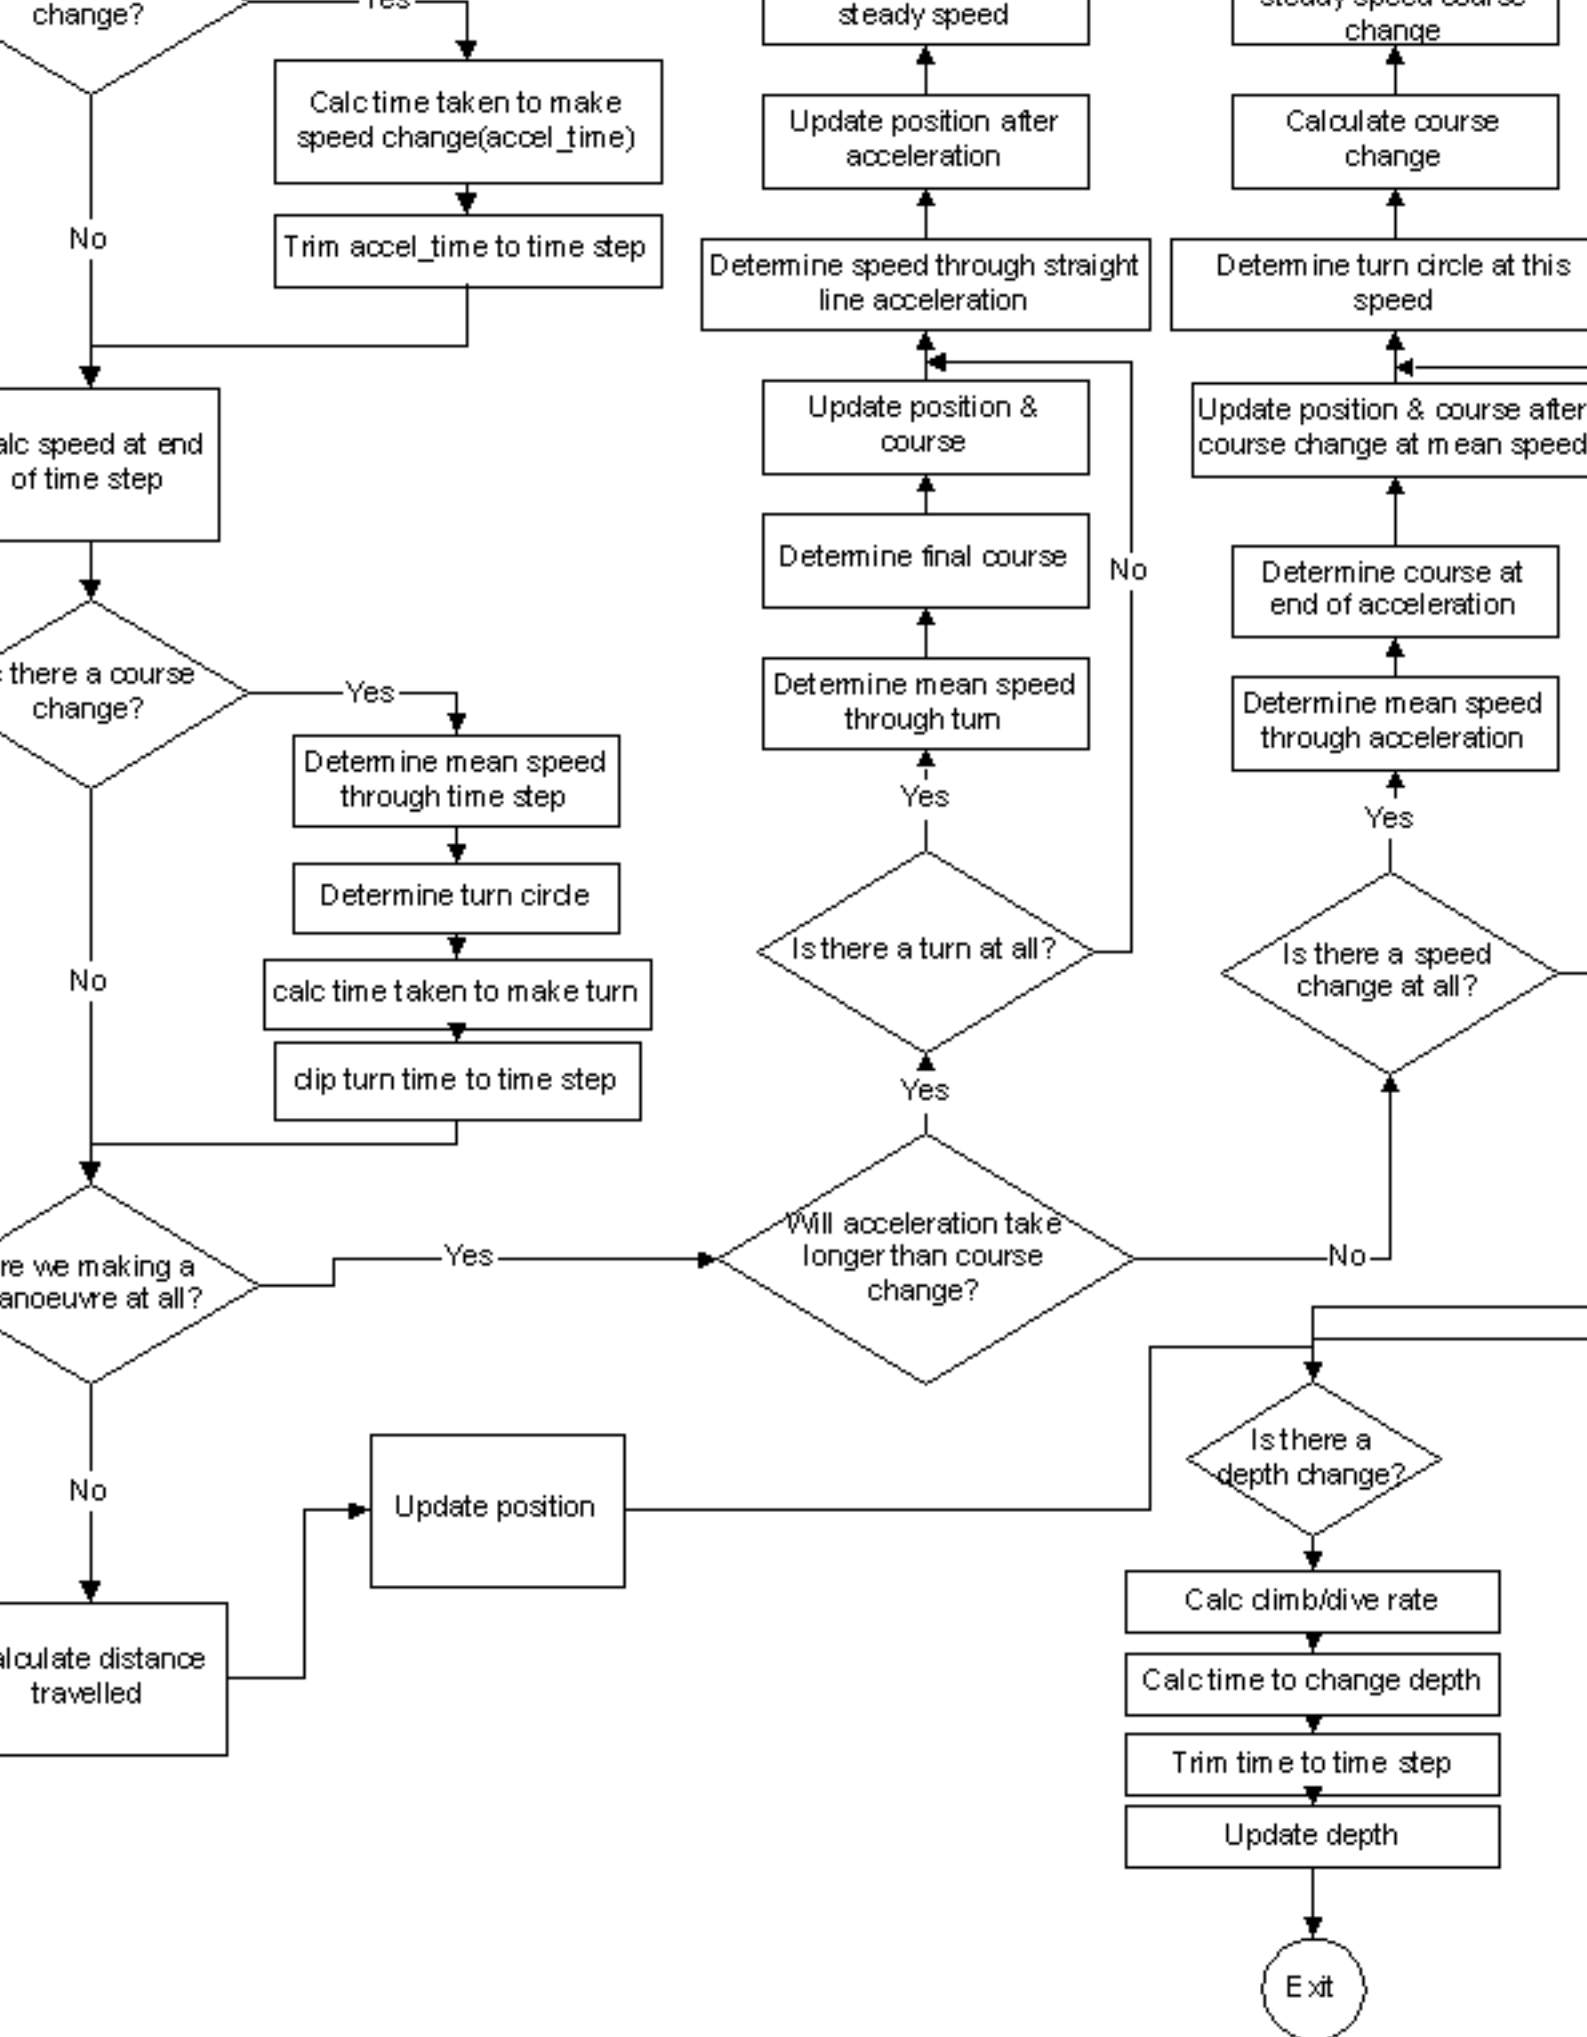 change?
Yes
Calc time taken to make
speed change(accel_time)
Trim accel_time to time step
No
alc speed at end
of time step
there a course
change?
Yes
Determine mean speed
through time step
Determine turn circle
calc time taken to make turn
clip turn time to time step
No
re we making a
anoeuvre at all?
Yes
No
alculate distance
travelled
Update position
steady speed
Update position after
acceleration
Determine speed through straight
line acceleration
Update position &
course
Determine final course
No
Determine mean speed
through turn
Yes
Is there a turn at all?
Yes
Will acceleration take
longer than course
change?
No
steady speed course
change
Calculate course
change
Determine turn circle at this
speed
Update position & course after
course change at mean speed
Determine course at
end of acceleration
Determine mean speed
through acceleration
Yes
Is there a speed
change at all?
Is there a
depth change?
Calc climb/dive rate
Calc time to change depth
Trim time to time step
Update depth
Exit